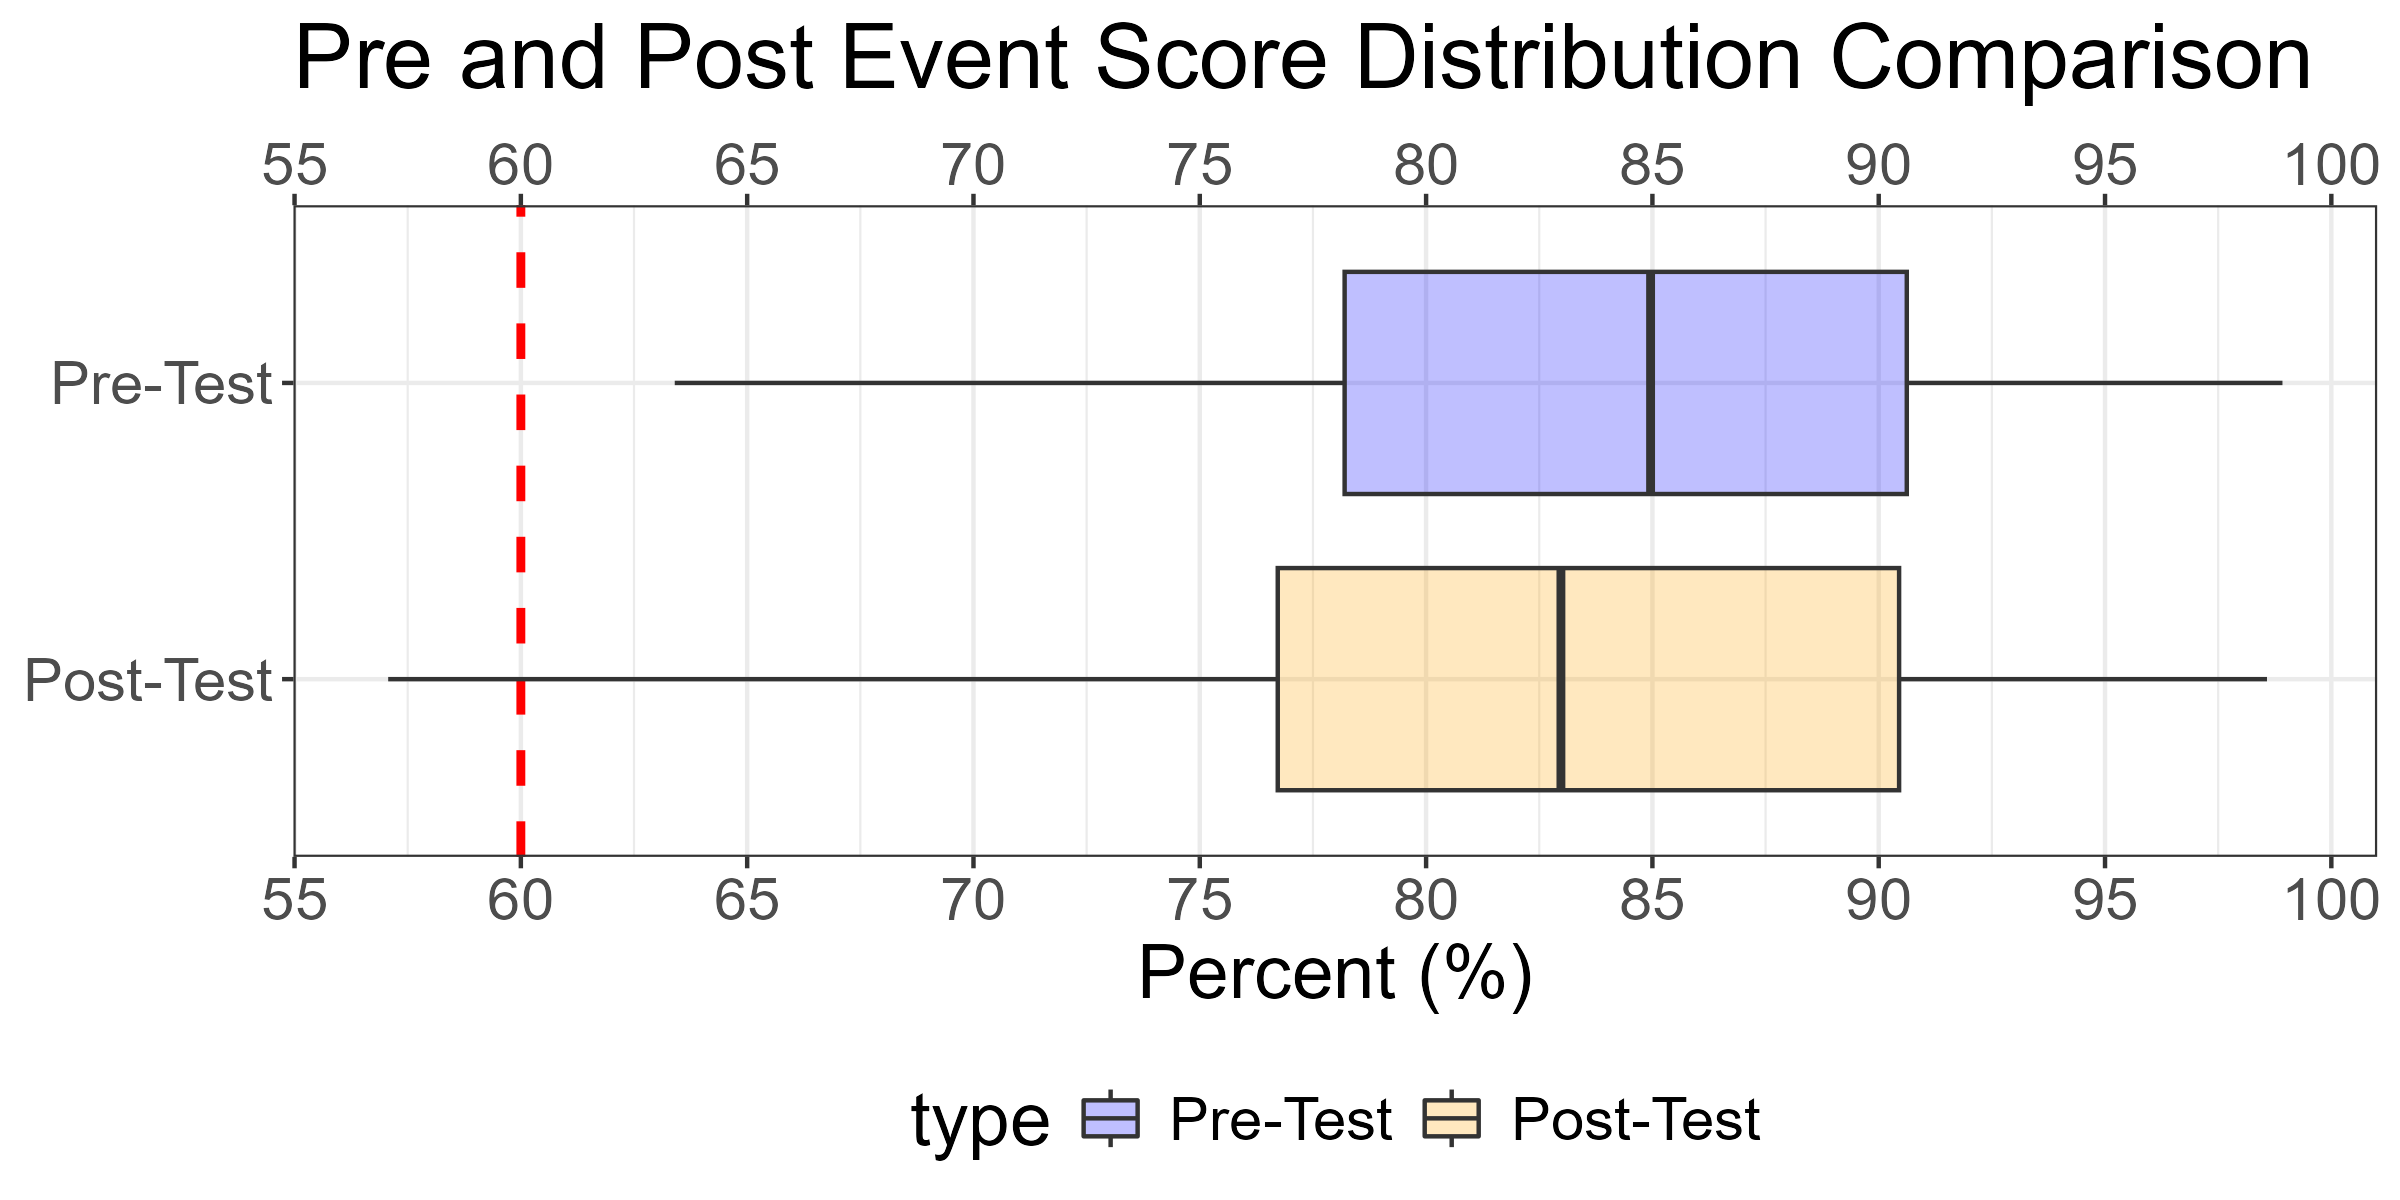 Pre and Post Event Score Distribution Comparison
55 60 65 70 75 80 85 90 95 100
Pre-Test
Post-Test
55 60 65 70 75 80 85 90 95 100
Percent (%)
type Pre-Test Post-Test